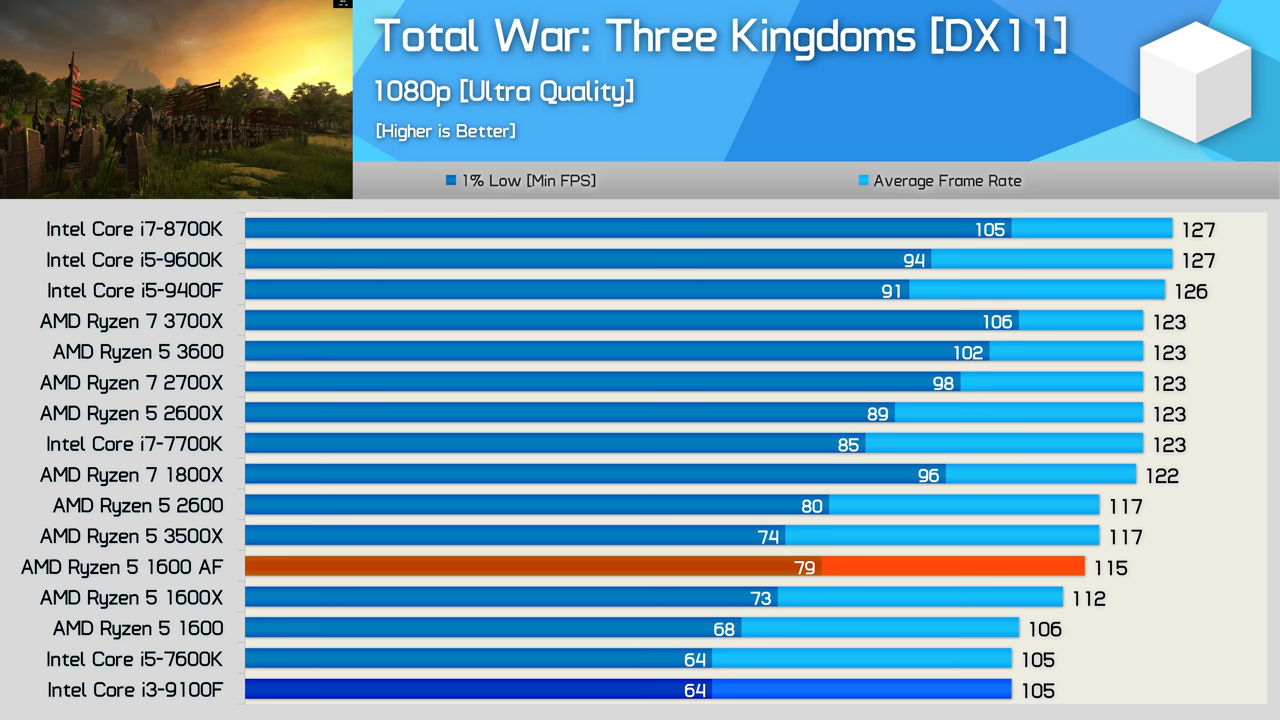 Total War: Three Kingdoms [DX11]
1080p [Ultra Quality]
[Higher is Better]
1% Low [Min FPS] Average Frame Rate
Intel Core i7-8700K 105 127
Intel Core i5-9600K 94 127
Intel Core i5-9400F 91 126
AMD Ryzen 7 3700X 106 123
AMD Ryzen 5 3600 102 123
AMD Ryzen 7 2700X 98 123
AMD Ryzen 5 2600X 89 123
Intel Core i7-7700K 85 123
AMD Ryzen 7 1800X 96 122
AMD Ryzen 5 2600 80 117
AMD Ryzen 5 3500X 74 117
AMD Ryzen 5 1600 AF 79 115
AMD Ryzen 5 1600X 73 112
AMD Ryzen 5 1600 68 106
Intel Core i5-7600K 64 105
Intel Core i3-9100F 64 105